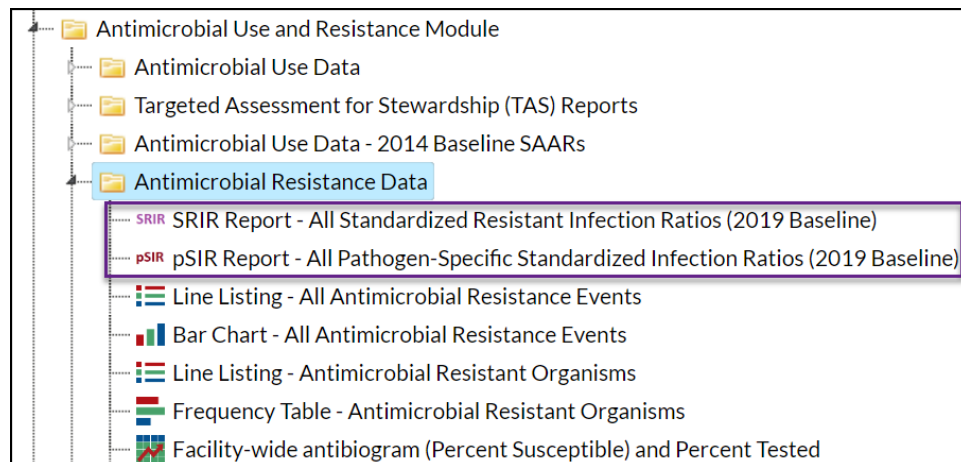 Antimicrobial Use and Resistance Module
Antimicrobial Use Data
Targeted Assessment for Stewardship (TAS) Reports
Antimicrobial Use Data - 2014 Baseline SAARs
Antimicrobial Resistance Data
SRIR SRIR Report - All Standardized Resistant Infection Ratios (2019 Baseline)
pSIR pSIR Report - All Pathogen-Specific Standardized Infection Ratios (2019 Baseline)
Line Listing - All Antimicrobial Resistance Events
Bar Chart - All Antimicrobial Resistance Events
Line Listing - Antimicrobial Resistant Organisms
Frequency Table - Antimicrobial Resistant Organisms
Facility-wide antibiogram (Percent Susceptible) and Percent Tested